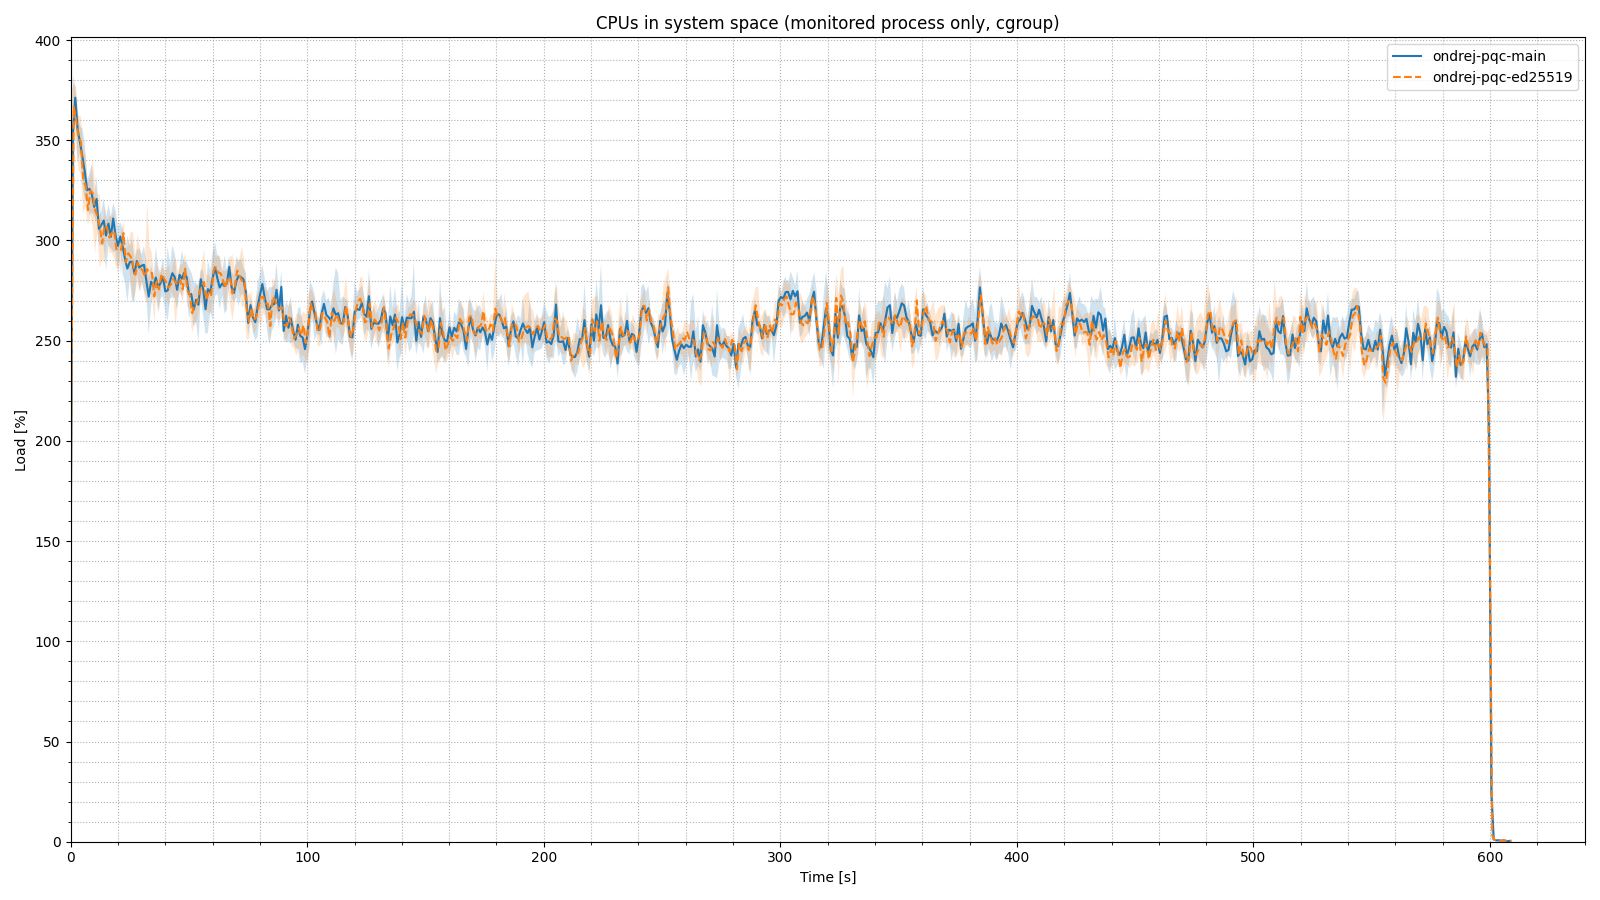 CPUs in system space (monitored process only, cgroup)
400
350
300
250
200
150
100
50
0
Load [%]
ondrej-pqc-main
ondrej-pqc-ed25519
0 100 200 300 400 500 600
Time [s]